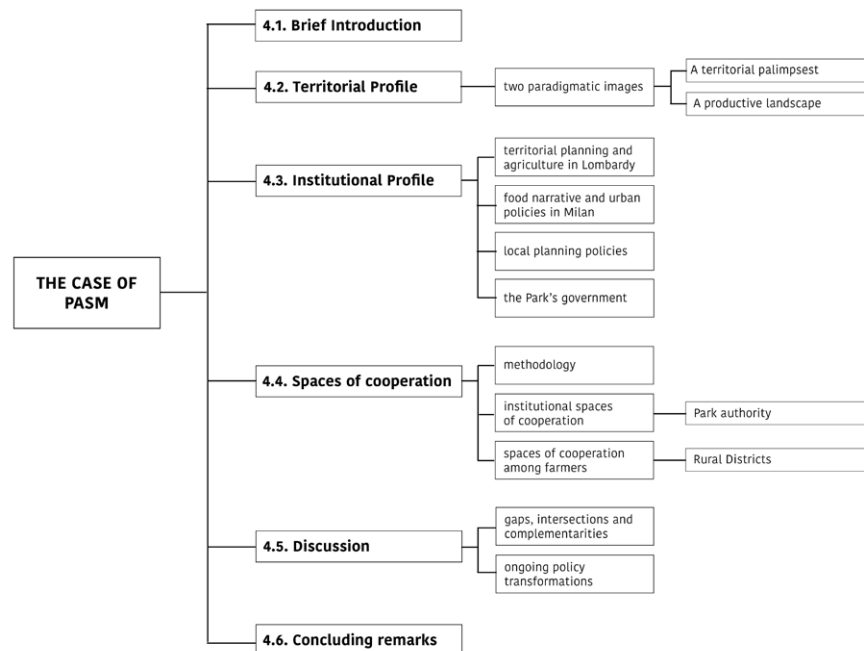 4.1. Brief Introduction
4.2. Territorial Profile
two paradigmatic images
A territorial palimpsest
A productive landscape
4.3. Institutional Profile
territorial planning and
agriculture in Lombardy
food narrative and urban
policies in Milan
local planning policies
the Park's government
THE CASE OF
PASM
4.4. Spaces of cooperation
methodology
institutional spaces
of cooperation
Park authority
spaces of cooperation
among farmers
Rural Districts
4.5. Discussion
gaps, intersections and
complementarities
ongoing policy
transformations
4.6. Concluding remarks